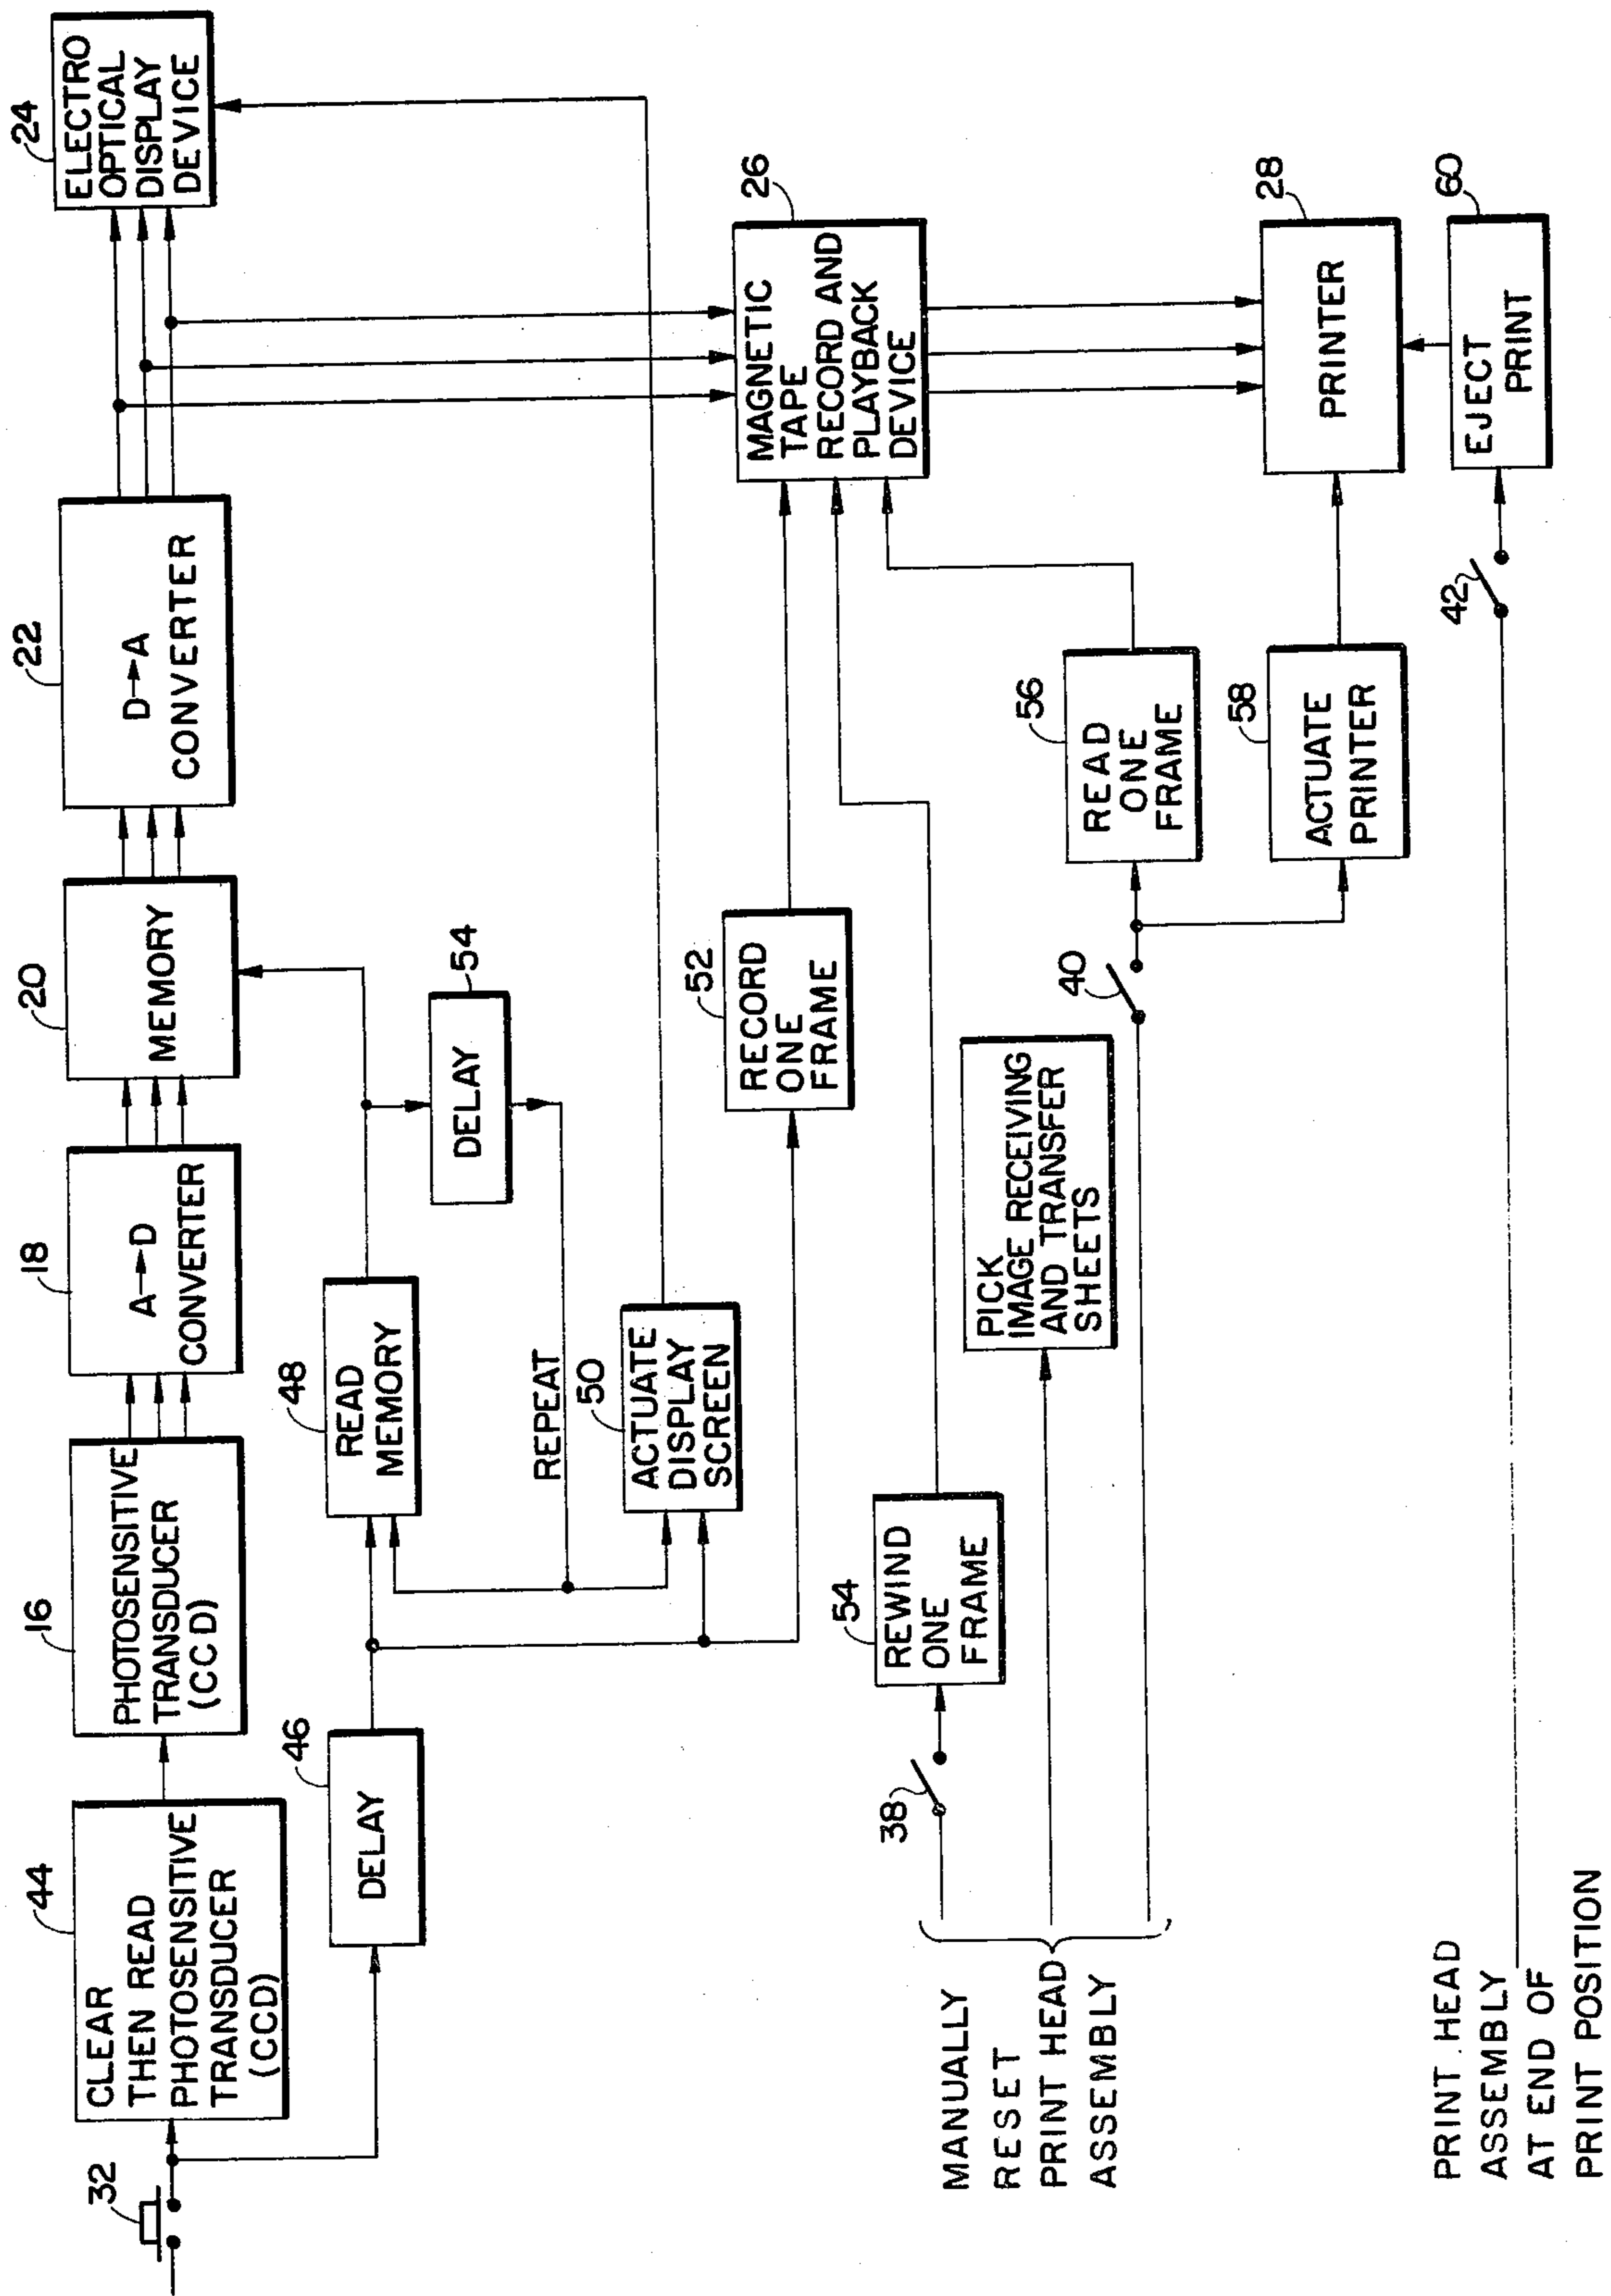 32
44
CLEAR
THEN READ
PHOTOSENSITIVE
TRANSDUCER
(CCD)
16
PHOTOSENSITIVE
TRANSDUCER
(CCD)
18
A→D
CONVERTER
20
MEMORY
22
D→A
CONVERTER
24
ELECTRO
OPTICAL
DISPLAY
DEVICE
46
DELAY
48
READ
MEMORY
54
DELAY
REPEAT
50
ACTUATE
DISPLAY
SCREEN
52
RECORD
ONE
FRAME
26
MAGNETIC
TAPE
RECORD AND
PLAYBACK
DEVICE
38
54
REWIND
ONE
FRAME
PICK
IMAGE RECEIVING
AND TRANSFER
SHEETS
MANUALLY
RESET
PRINT HEAD
ASSEMBLY
40
56
READ
ONE
FRAME
58
ACTUATE
PRINTER
28
PRINTER
PRINT HEAD
ASSEMBLY
AT END OF
PRINT POSITION
42
60
EJECT
PRINT